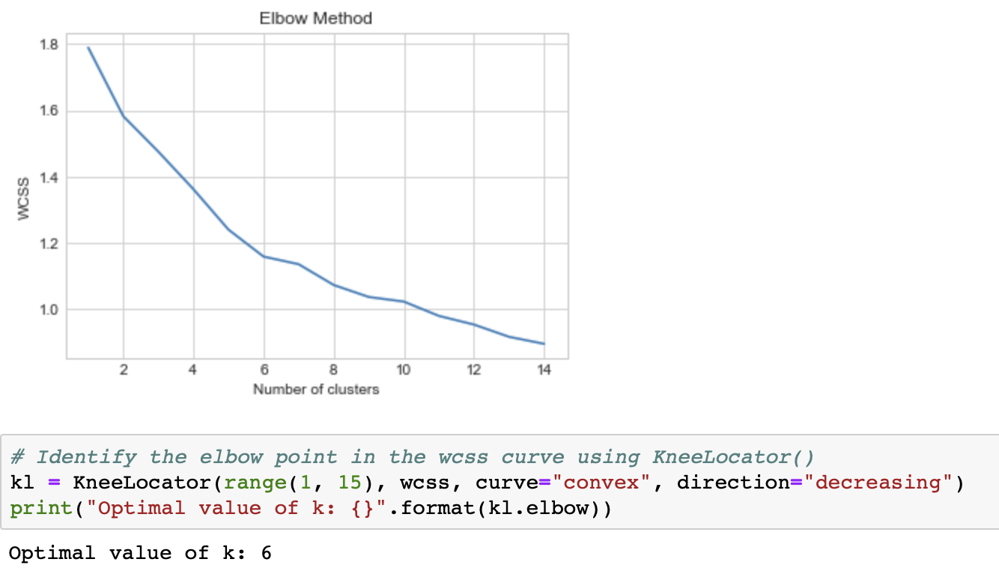 Elbow Method
1.8
1.6
1.4
1.2
1.0
WCSS
2 4 6 8 10 12 14
Number of clusters
# Identify the elbow point in the wcss curve using KneeLocator()
kl = KneeLocator(range(1, 15), wcss, curve="convex", direction="decreasing")
print("Optimal value of k: {}".format(kl.elbow))
Optimal value of k: 6